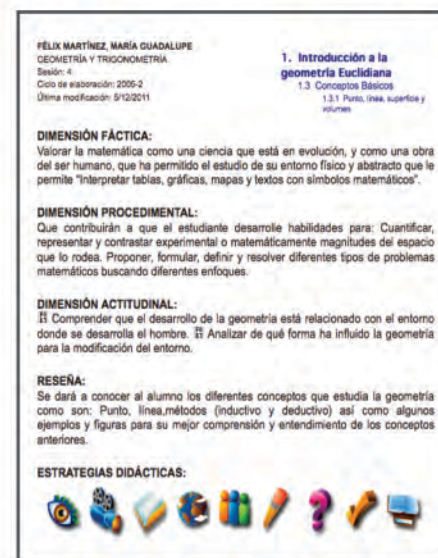 FÉLIX MARTÍNEZ, MARÍA GUADALUPE
GEOMETRÍA Y TRIGONOMETRÍA
Sesión: 4
Ciclo de elaboración: 2005-2
Última modificación: 5/12/2011
1. Introducción a la
geometría Euclidiana
1.3 Conceptos Básicos
1.3.1 Punto, línea, superficie y
volumen
DIMENSIÓN FÁCTICA:
Valorar la matemática como una ciencia que está en evolución, y como una obra
del ser humano, que ha permitido el estudio de su entorno físico y abstracto que le
permite "Interpretar tablas, gráficas, mapas y textos con símbolos matemáticos".
DIMENSIÓN PROCEDIMENTAL:
Que contribuirán a que el estudiante desarrolle habilidades para: Cuantificar,
representar y contrastar experimental o matemáticamente magnitudes del espacio
que lo rodea. Proponer, formular, definir y resolver diferentes tipos de problemas
matemáticos buscando diferentes enfoques.
DIMENSIÓN ACTITUDINAL:
Comprender que el desarrollo de la geometría está relacionado con el entorno
donde se desarrolla el hombre. Analizar de qué forma ha influido la geometría
para la modificación del entorno.
RESEÑA:
Se dará a conocer al alumno los diferentes conceptos que estudia la geometría
como son: Punto, línea,métodos (inductivo y deductivo) así como algunos
ejemplos y figuras para su mejor comprensión y entendimiento de los conceptos
anteriores.
ESTRATEGIAS DIDÁCTICAS: